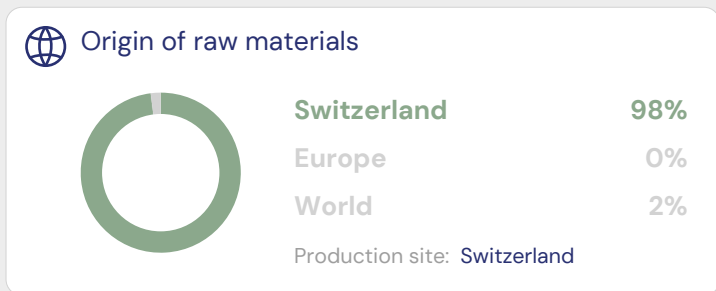 Origin of raw materials
Switzerland 98%
Europe 0%
World 2%
Production site: Switzerland